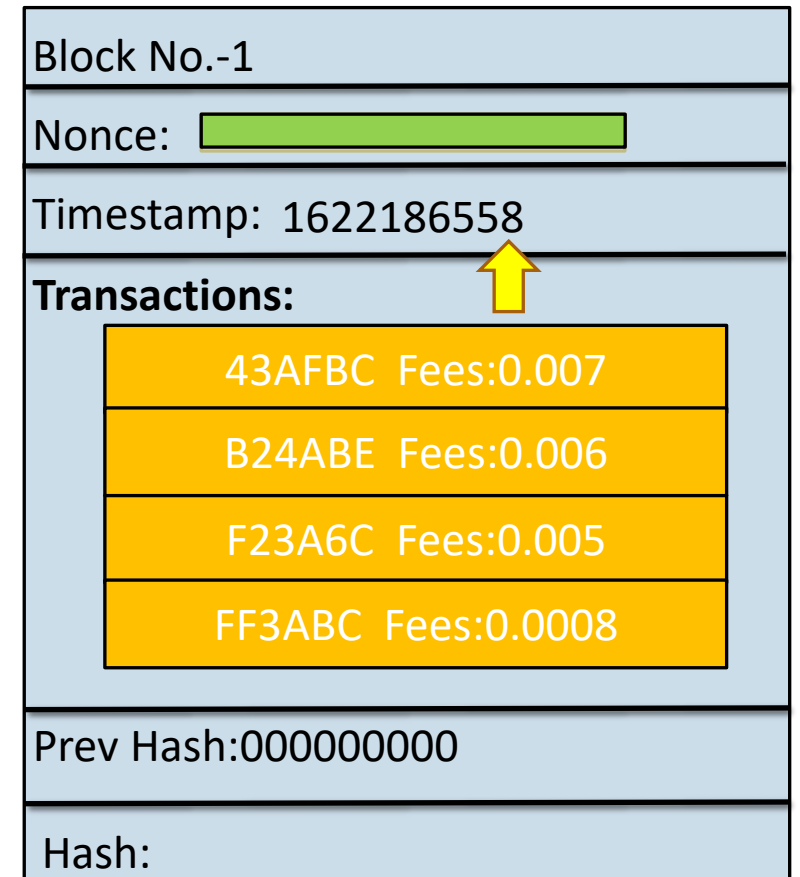 Block No.-1
Nonce:
Timestamp: 1622186558
Transactions:
43AFBC Fees:0.007
B24ABE Fees:0.006
F23A6C Fees:0.005
FF3ABC Fees:0.0008
Prev Hash:000000000
Hash: